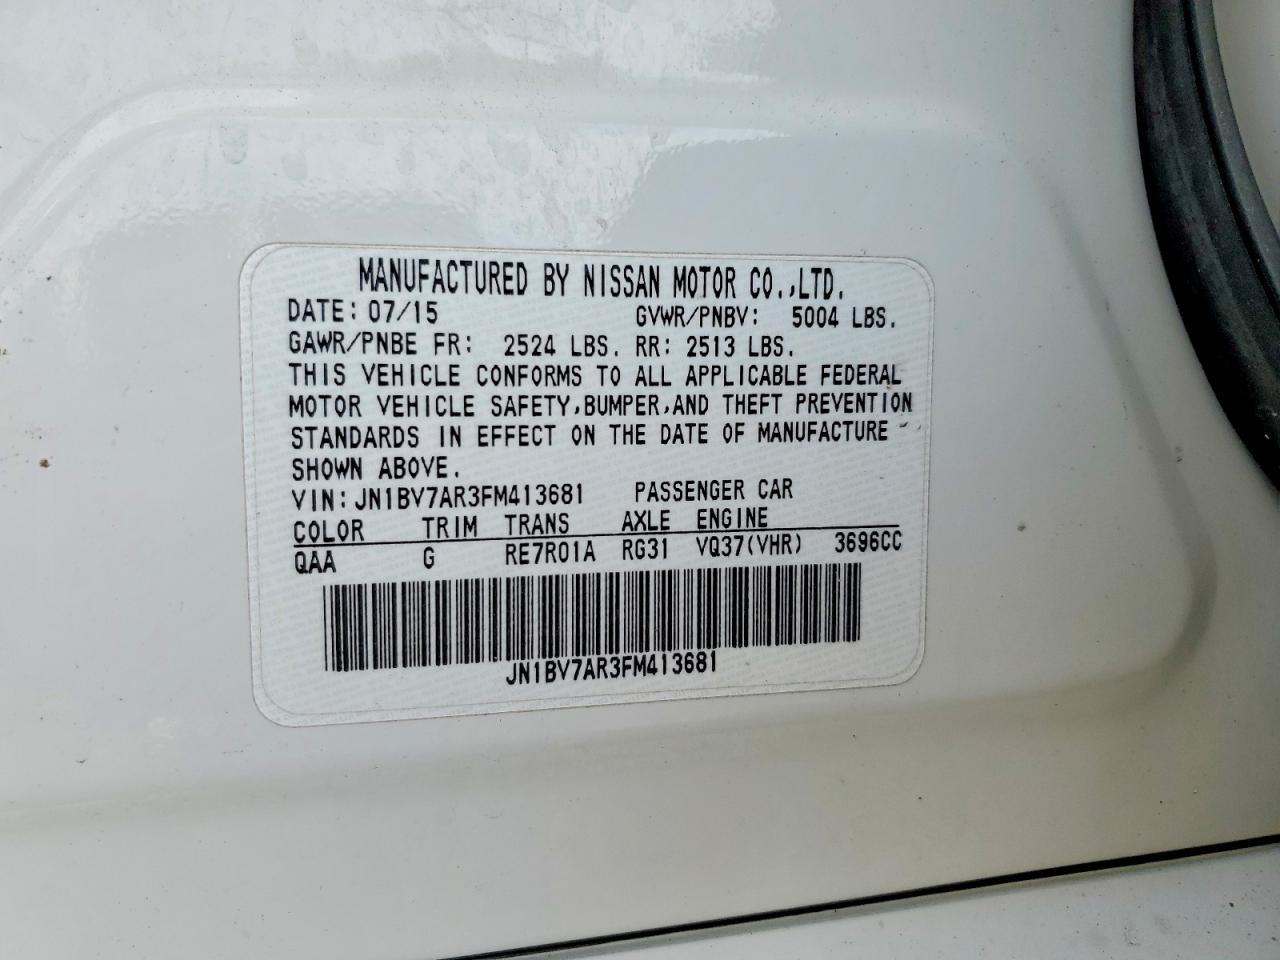 MANUFACTURED BY NISSAN MOTOR CO.,LTD.
DATE: 07/15 GVWR/PNBV: 5004 LBS.
GAWR/PNBE FR: 2524 LBS. RR: 2513 LBS.
THIS VEHICLE CONFORMS TO ALL APPLICABLE FEDERAL
MOTOR VEHICLE SAFETY,BUMPER,AND THEFT PREVENTION
STANDARDS IN EFFECT ON THE DATE OF MANUFACTURE
SHOWN ABOVE.
VIN:JN1BV7AR3FM413681 PASSENGER CAR
COLOR TRIM TRANS AXLE ENGINE
QAA G RE7R01A RG31 VQ37(VHR) 3696CC
JN1BV7AR3FM413681